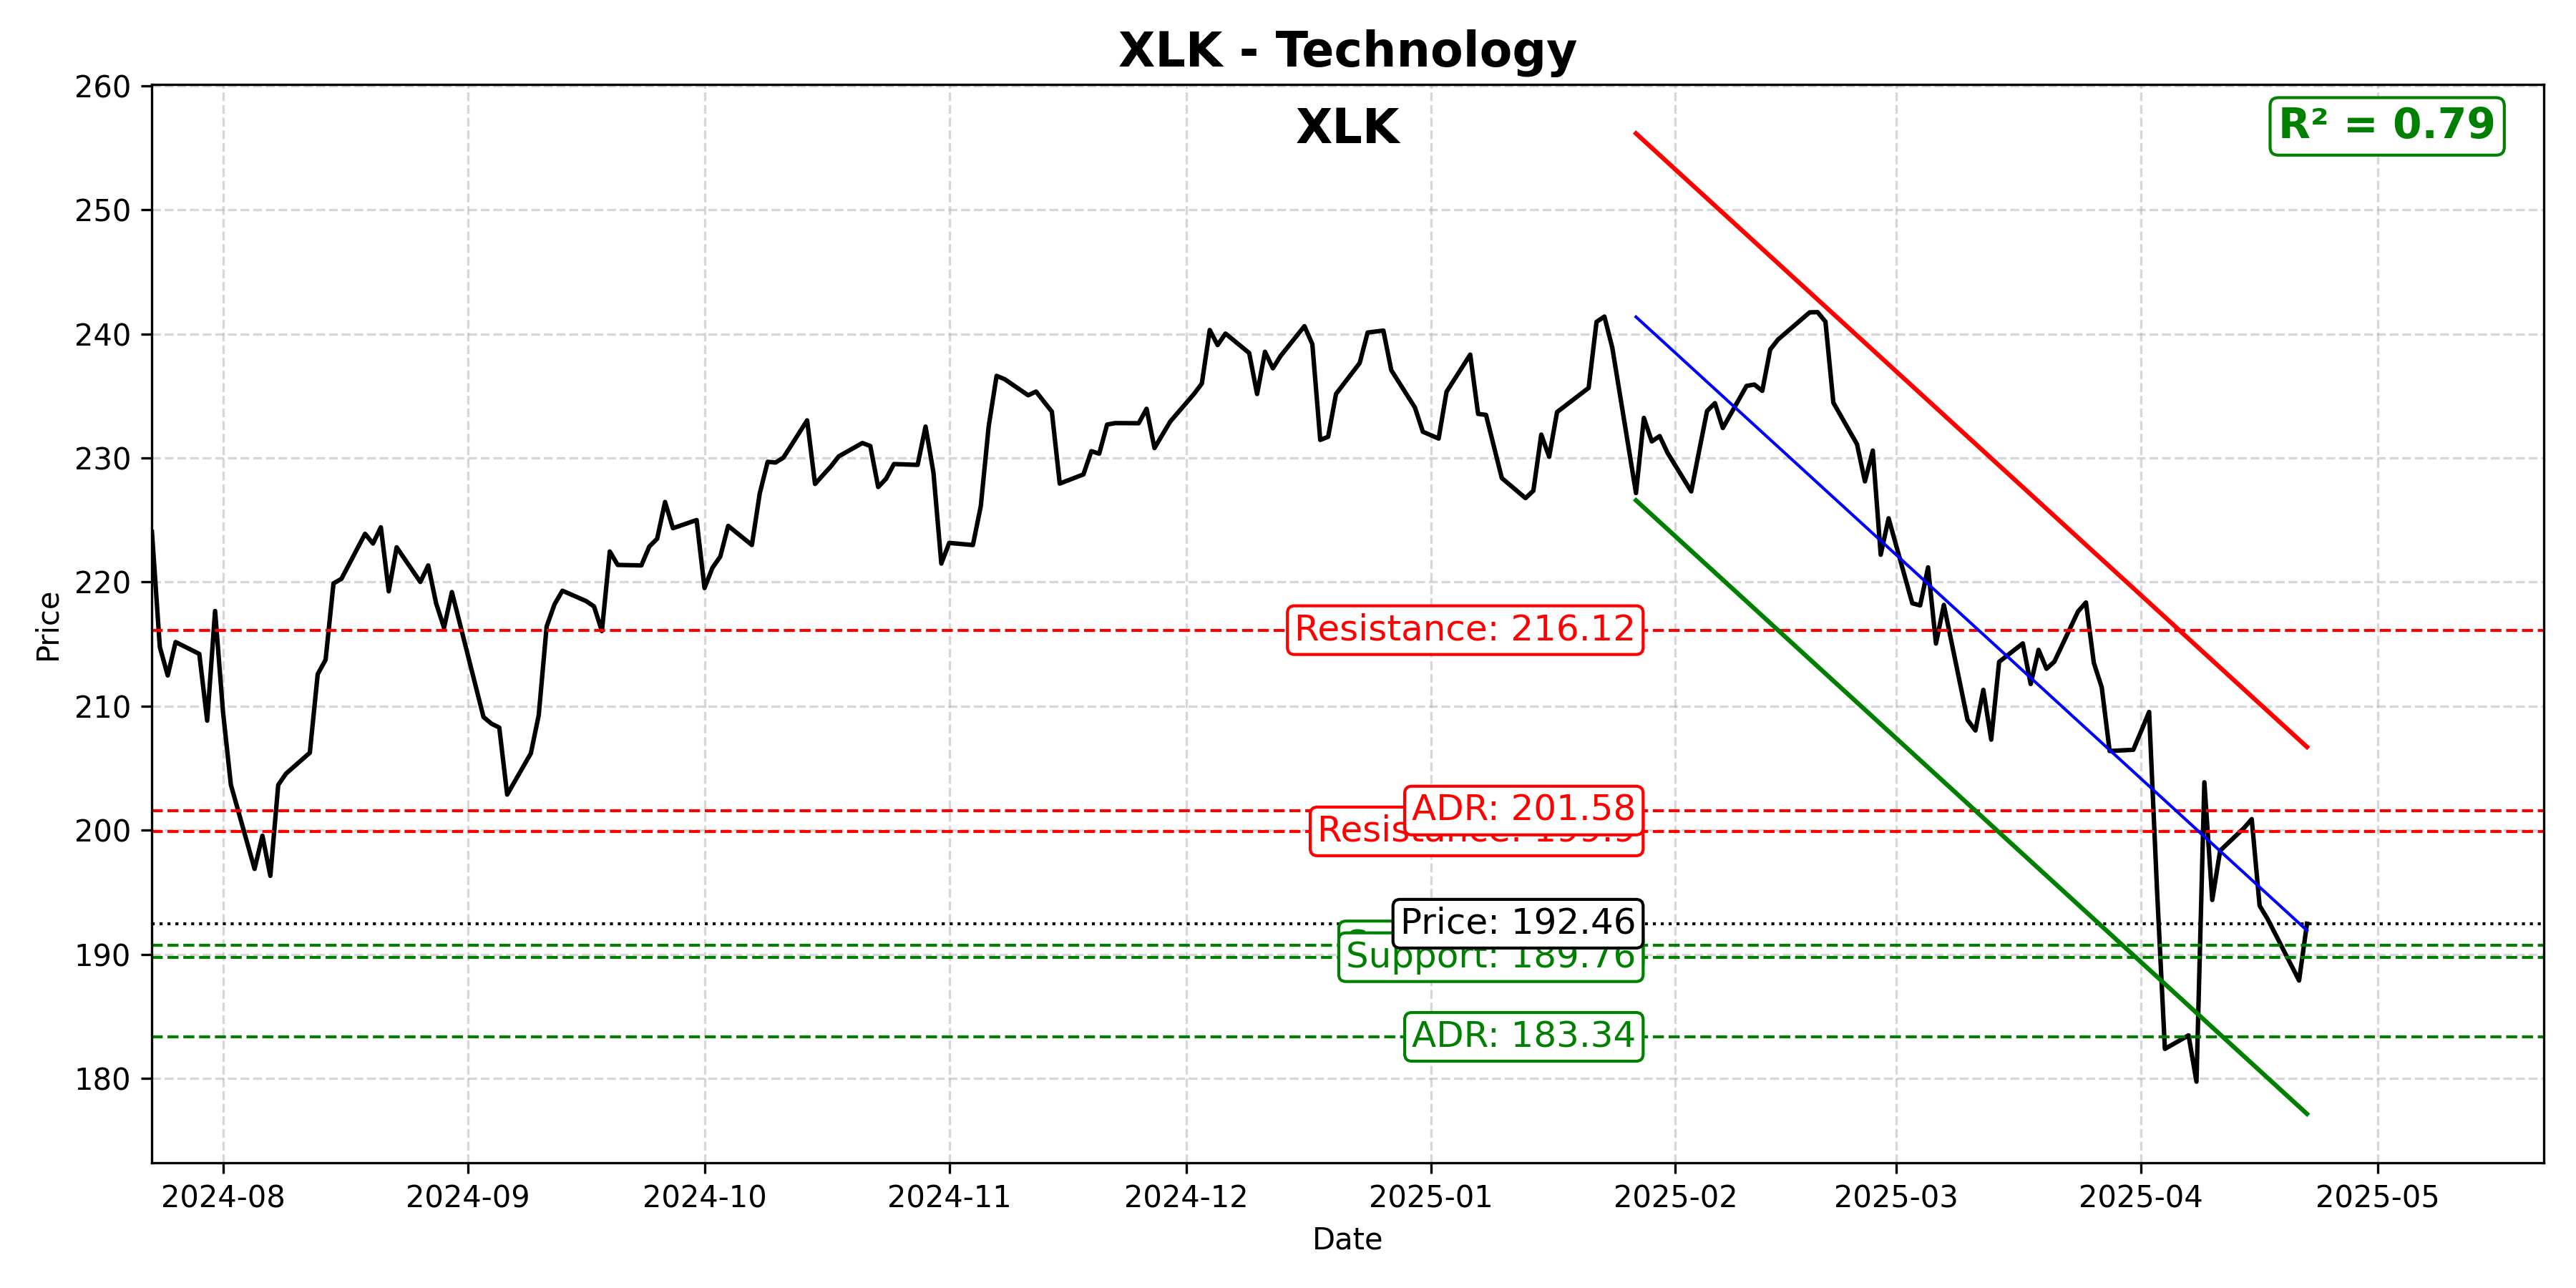 XLK - Technology
XLK
R² = 0.79
260
250
240
230
220
210
200
190
180
Price
Resistance: 216.12
ADR: 201.58
Price: 192.46
Support: 189.76
ADR: 183.34
2024-08
2024-09
2024-10
2024-11
2024-12
2025-01
2025-02
2025-03
2025-04
2025-05
Date